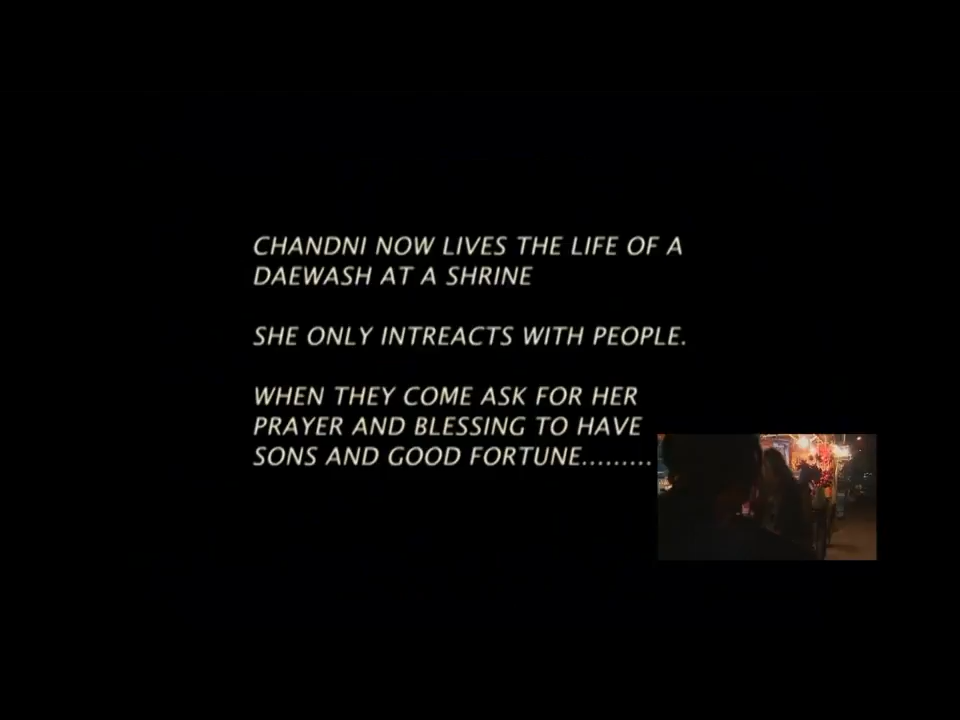 CHANDNI NOW LIVES THE LIFE OF A
DAEWASH AT A SHRINE
SHE ONLY INTREACTS WITH PEOPLE.
WHEN THEY COME ASK FOR HER
PRAYER AND BLESSING TO HAVE
SONS AND GOOD FORTUNE.........